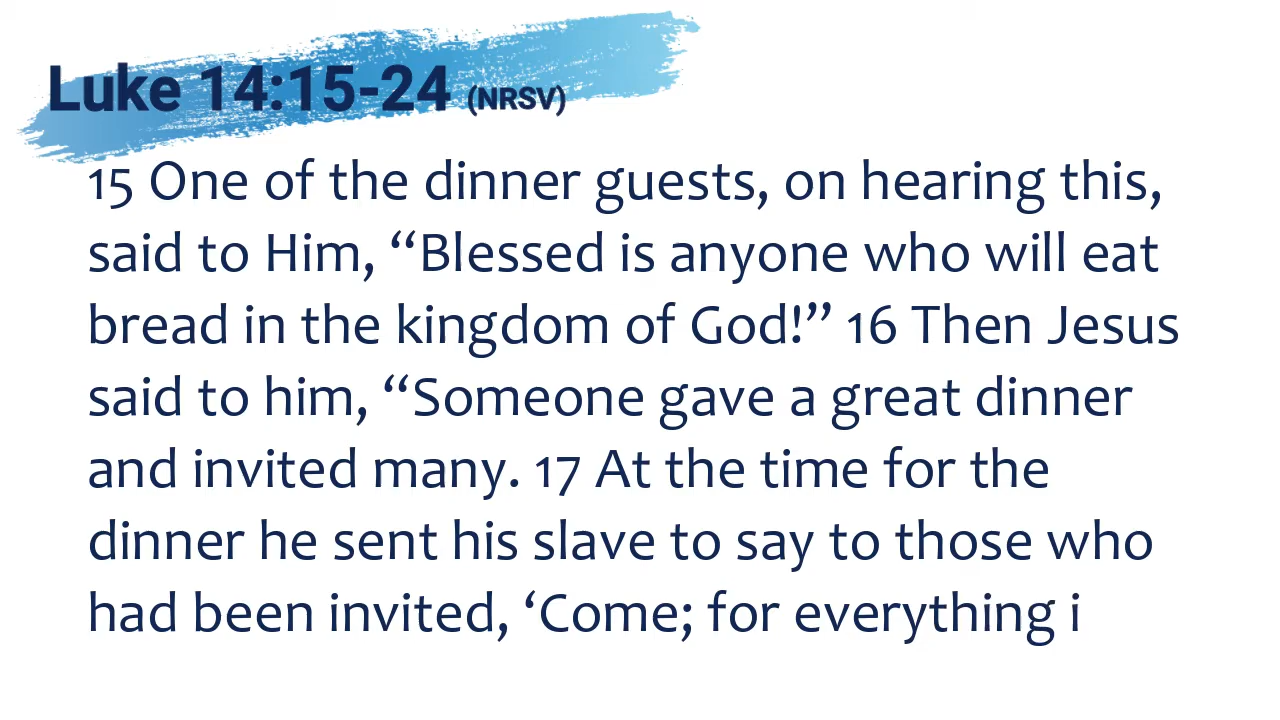 Luke 14:15-24 (NRSV)
15 One of the dinner guests, on hearing this,
said to Him, “Blessed is anyone who will eat
bread in the kingdom of God!” 16 Then Jesus
said to him, “Someone gave a great dinner
and invited many. 17 At the time for the
dinner he sent his slave to say to those who
had been invited, ‘Come; for everything i